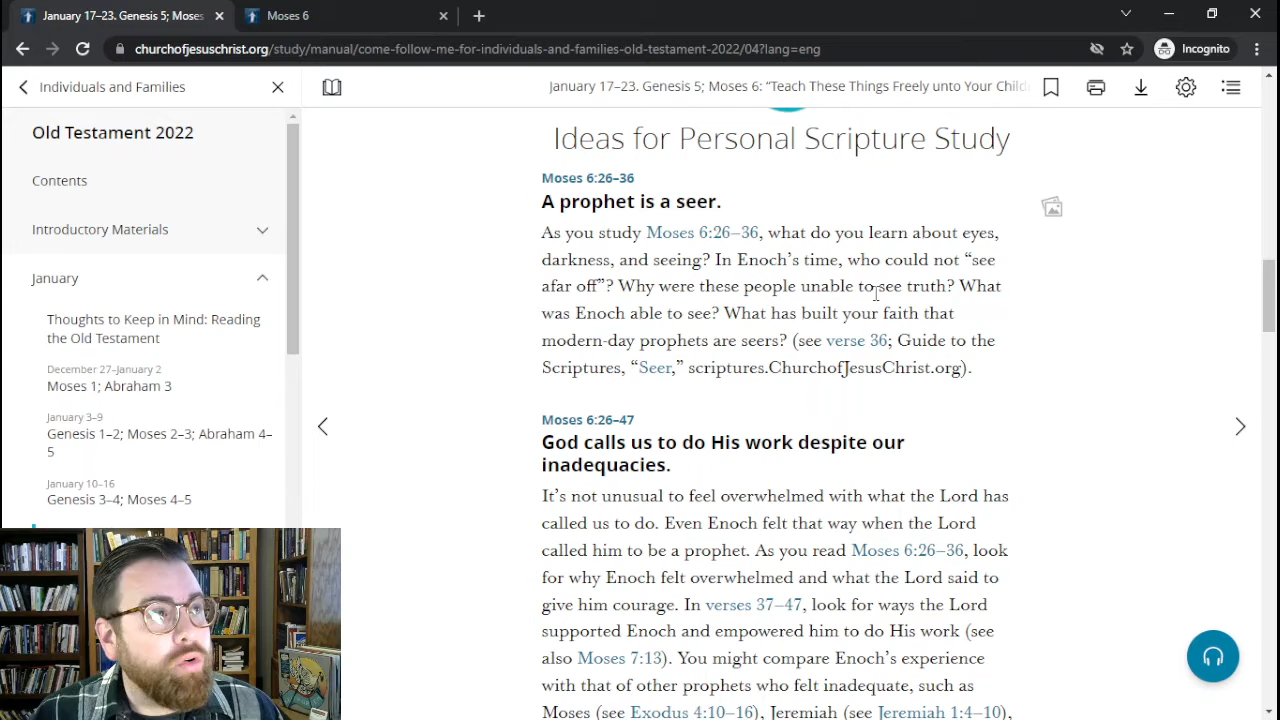 January 17–23. Genesis 5; Moses
Moses 6
churchofjesuschrist.org/study/manual/come-follow-me-for-individuals-and-families-old-testament-2022/04?lang=eng
Incognito
Individuals and Families
January 17–23. Genesis 5; Moses 6: “Teach These Things Freely unto Your Child
Old Testament 2022
Contents
Introductory Materials
January
Thoughts to Keep in Mind: Reading
the Old Testament
December 27–January 2
Moses 1; Abraham 3
January 3–9
Genesis 1–2; Moses 2–3; Abraham 4–
5
January 10–16
Genesis 3–4; Moses 4–5
Ideas for Personal Scripture Study
Moses 6:26–36
A prophet is a seer.
As you study Moses 6:26–36, what do you learn about eyes,
darkness, and seeing? In Enoch’s time, who could not “see
afar off”? Why were these people unable to see truth? What
was Enoch able to see? What has built your faith that
modern-day prophets are seers? (see verse 36; Guide to the
Scriptures, “Seer,” scriptures.ChurchofJesusChrist.org).
Moses 6:26–47
God calls us to do His work despite our
inadequacies.
It’s not unusual to feel overwhelmed with what the Lord has
called us to do. Even Enoch felt that way when the Lord
called him to be a prophet. As you read Moses 6:26–36, look
for why Enoch felt overwhelmed and what the Lord said to
give him courage. In verses 37–47, look for ways the Lord
supported Enoch and empowered him to do His work (see
also Moses 7:13). You might compare Enoch’s experience
with that of other prophets who felt inadequate, such as
Moses (see Exodus 4:10–16), Jeremiah (see Jeremiah 1:4–10),